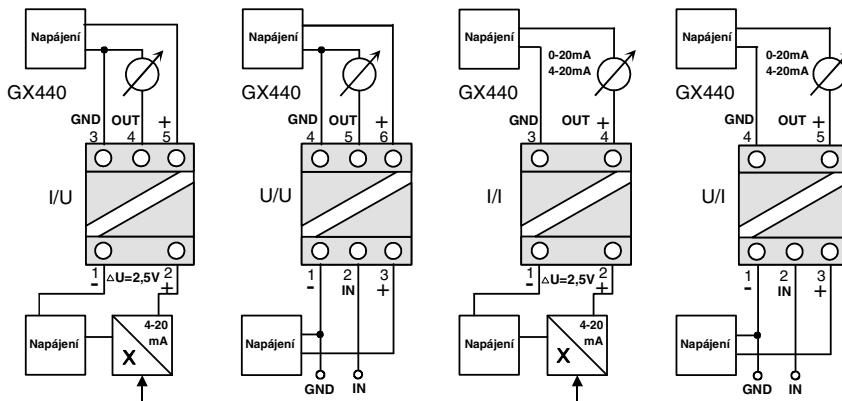 Napájení
GX440
GND
3
OUT
4
+
5
I/U
1
-
△U=2,5V
2
+
Napájení
4-20
mA
X
Napájení
GX440
GND
4
OUT
5
+
6
U/U
1
-
2
IN
3
+
Napájení
GND
IN
Napájení
0-20mA
4-20mA
GX440
GND
3
OUT
+
4
I/I
1
-
△U=2,5V
2
+
Napájení
4-20
mA
X
Napájení
0-20mA
4-20mA
GX440
GND
4
OUT
+
5
U/I
1
-
2
IN
3
+
Napájení
GND
IN